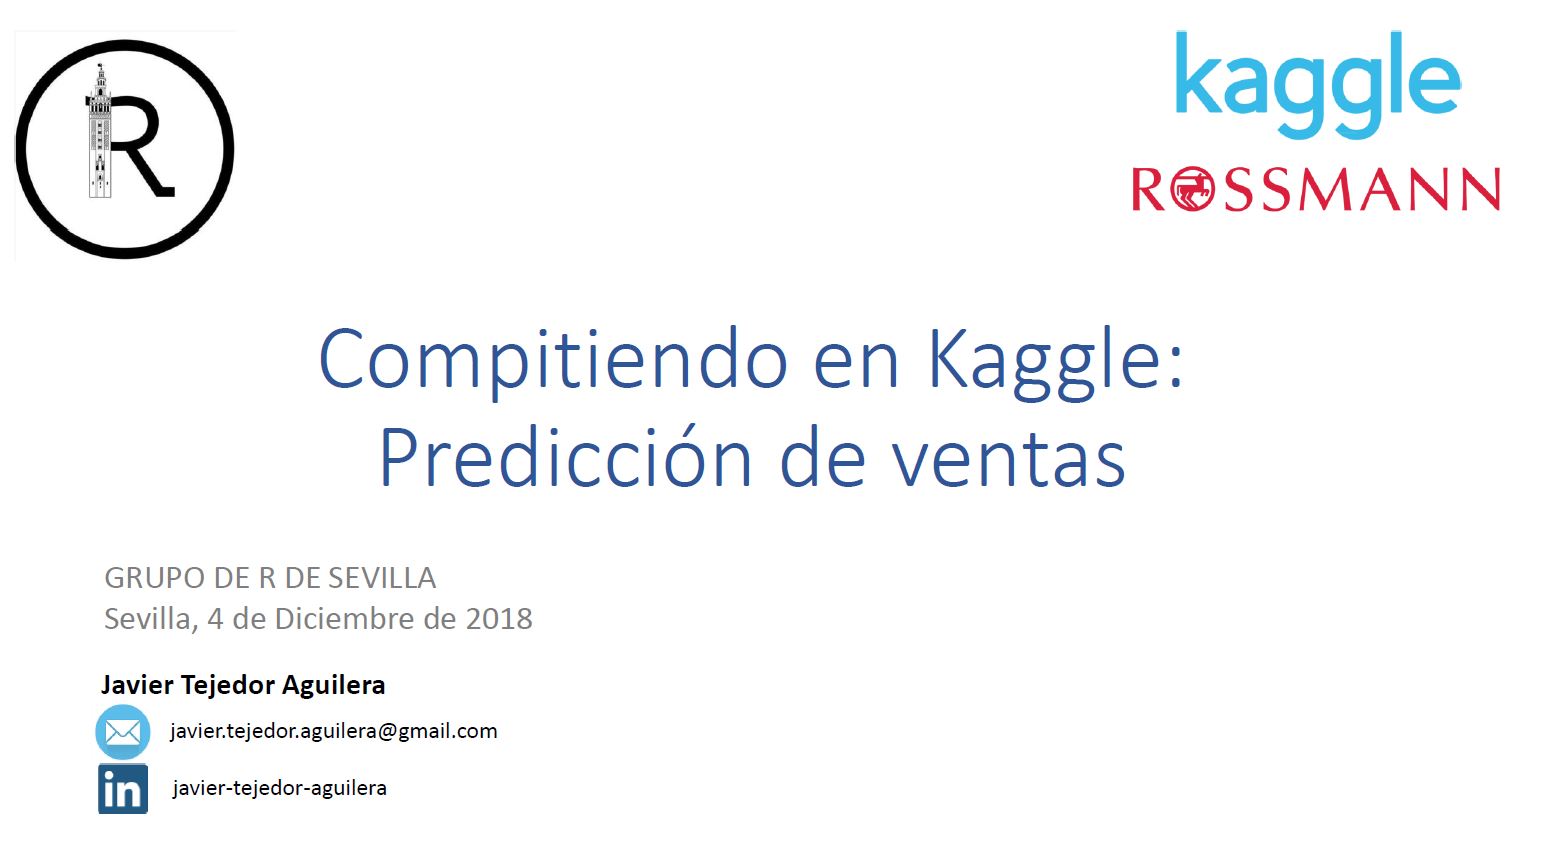 R
kaggle
ROSSMANN
Compitiendo en Kaggle:
Predicción de ventas
GRUPO DE R DE SEVILLA
Sevilla, 4 de Diciembre de 2018
Javier Tejedor Aguilera
javier.tejedor.aguilera@gmail.com
in
javier-tejedor-aguilera